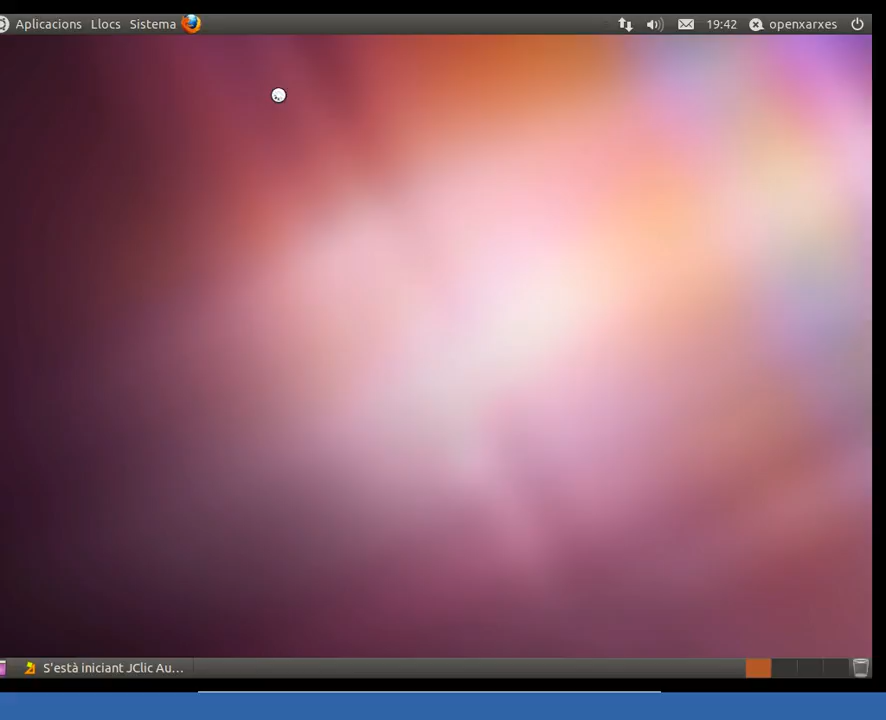 Aplicacions Llocs Sistema 19:42 openxarxes
S'està iniciant JClic Au...